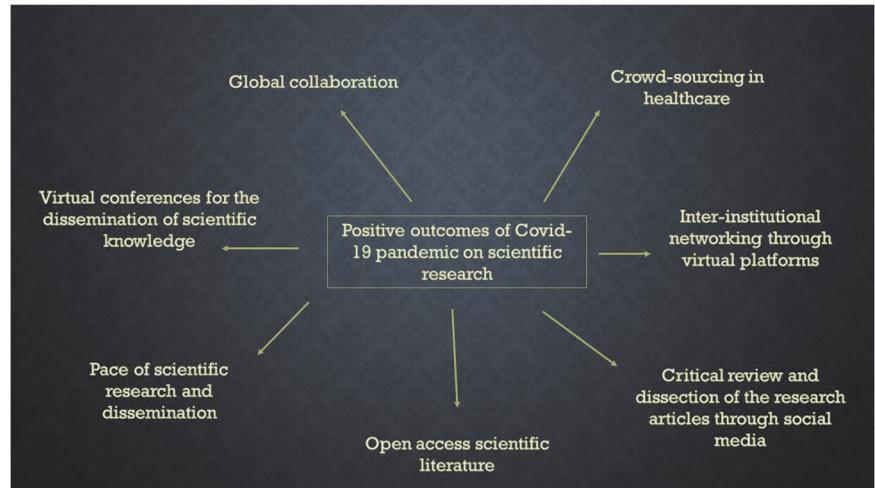 Global collaboration
Crowd-sourcing in
healthcare
Virtual conferences for the
dissemination of scientific
knowledge
Positive outcomes of Covid-
19 pandemic on scientific
research
Inter-institutional
networking through
virtual platforms
Pace of scientific
research and
dissemination
Open access scientific
literature
Critical review and
dissection of the research
articles through social
media